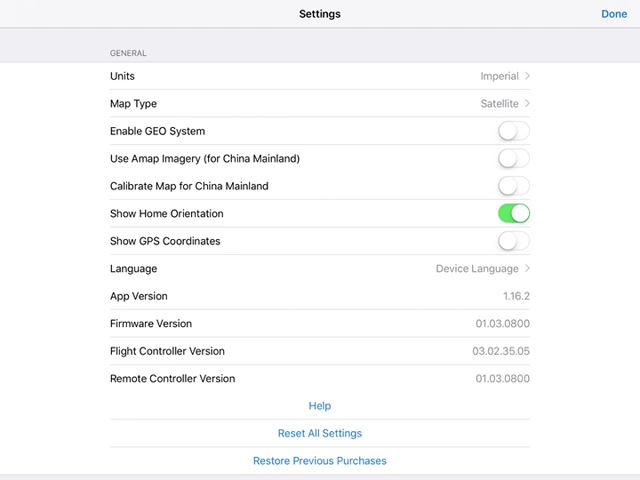 Settings
Done
GENERAL
Units Imperial
Map Type Satellite
Enable GEO System
Use Amap Imagery (for China Mainland)
Calibrate Map for China Mainland
Show Home Orientation
Show GPS Coordinates
Language Device Language
App Version 1.16.2
Firmware Version 01.03.0800
Flight Controller Version 03.02.35.05
Remote Controller Version 01.03.0800
Help
Reset All Settings
Restore Previous Purchases